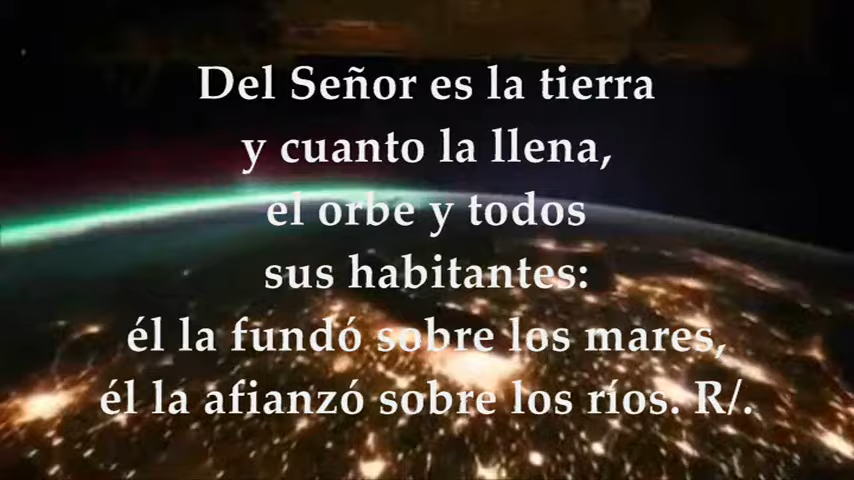 Del Señor es la tierra
y cuanto la llena,
el orbe y todos
sus habitantes:
él la fundó sobre los mares,
él la afianzó sobre los ríos. R/.